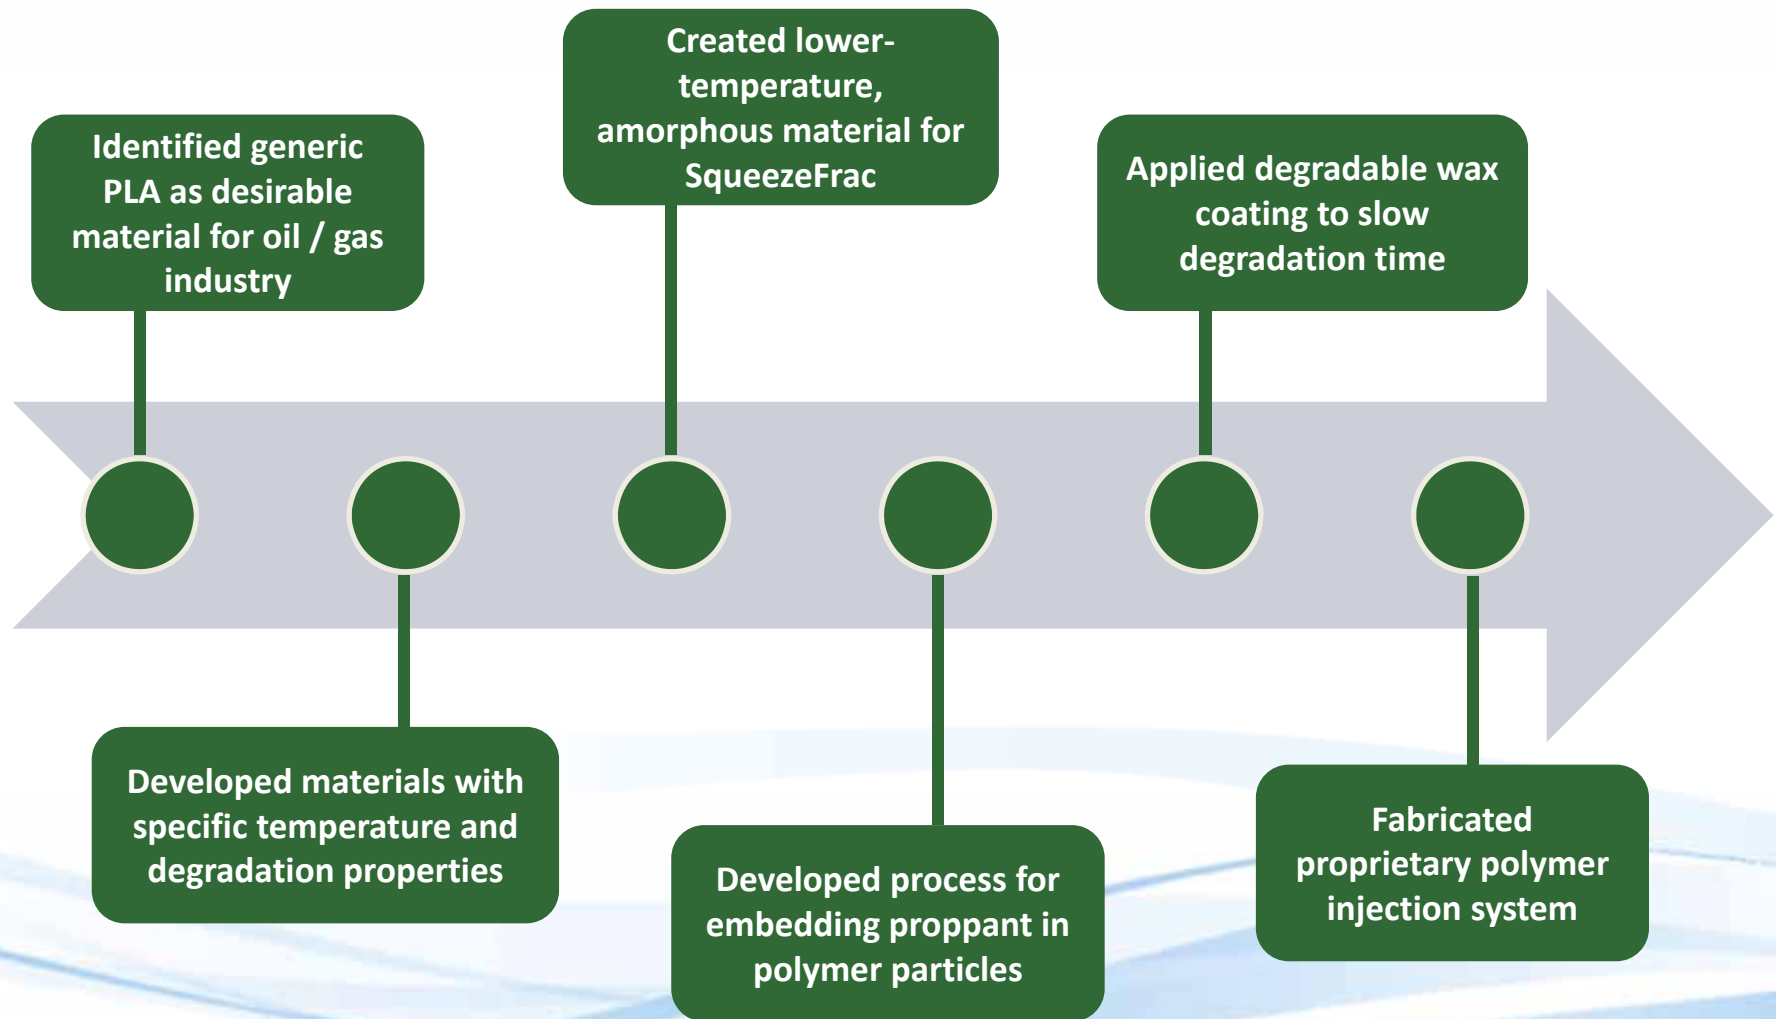 Identified generic
PLA as desirable
material for oil / gas
industry
Developed materials with
specific temperature and
degradation properties
Created lower-
temperature,
amorphous material for
SqueezeFrac
Developed process for
embedding proppant in
polymer particles
Applied degradable wax
coating to slow
degradation time
Fabricated
proprietary polymer
injection system